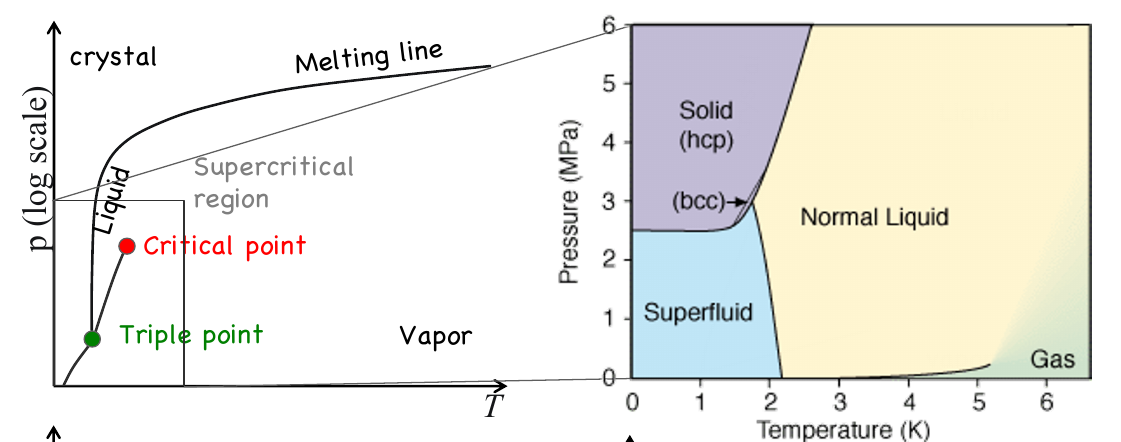 crystal
Melting line
p (log scale)
Liquid
Supercritical
region
Critical point
Triple point
Vapor
T
6
5
4
3
2
1
0
Pressure (MPa)
Solid
(hcp)
(bcc)
Normal Liquid
Superfluid
Gas
0 1 2 3 4 5 6
Temperature (K)